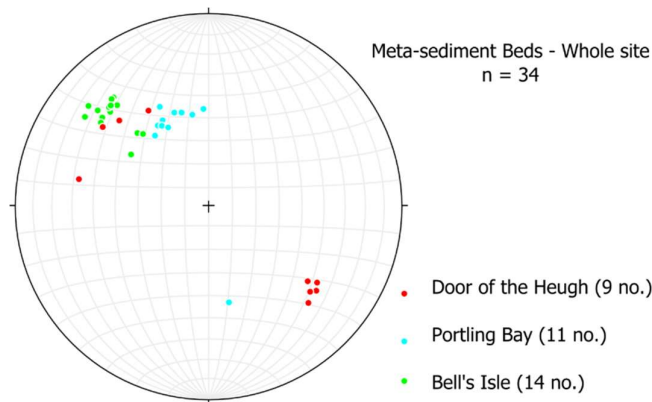 Meta-sediment Beds - Whole site
n = 34
Door of the Heugh (9 no.)
Portling Bay (11 no.)
Bell's Isle (14 no.)